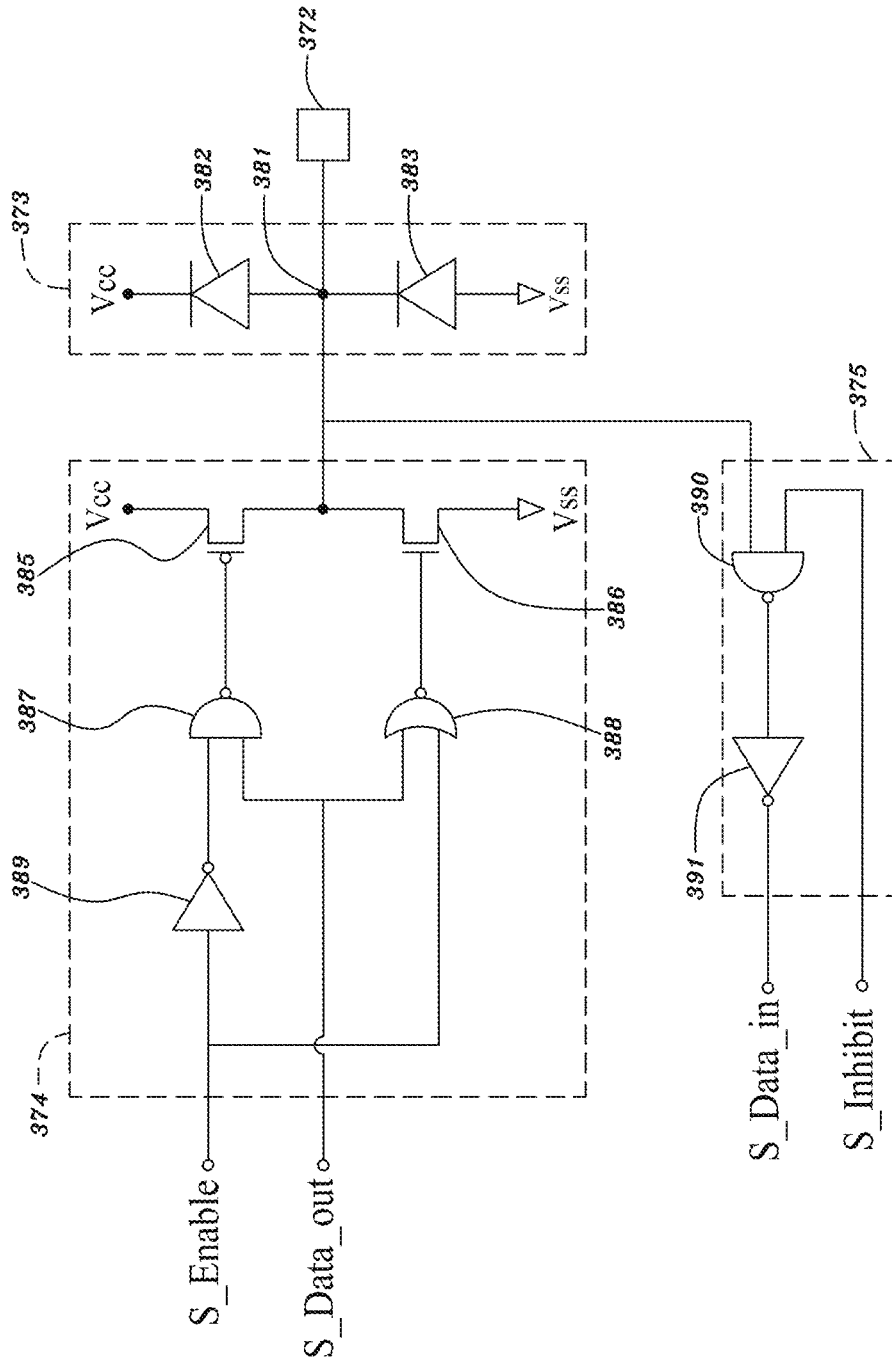 373
Vcc
382
381
372
383
Vss
374
389
387
385
Vcc
Vss
386
388
S_Enable
S_Data_out
375
390
391
S_Data_in
S_Inhibit